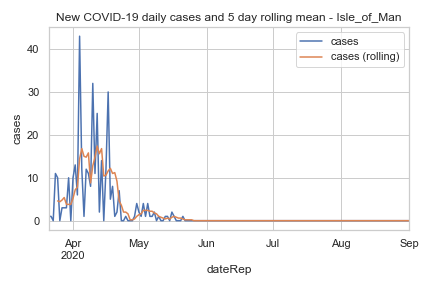 New COVID-19 daily cases and 5 day rolling mean - Isle_of_Man
cases
cases (rolling)
40
30
20
10
0
cases
Apr May Jun Jul Aug Sep
2020
dateRep